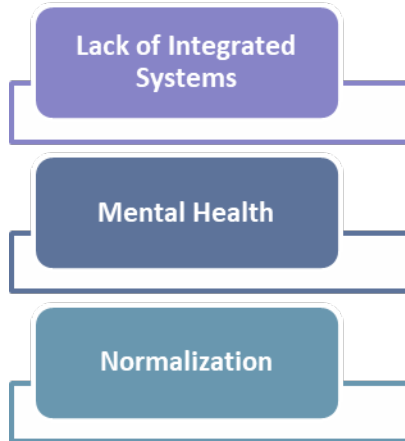 Lack of Integrated
Systems
Mental Health
Normalization